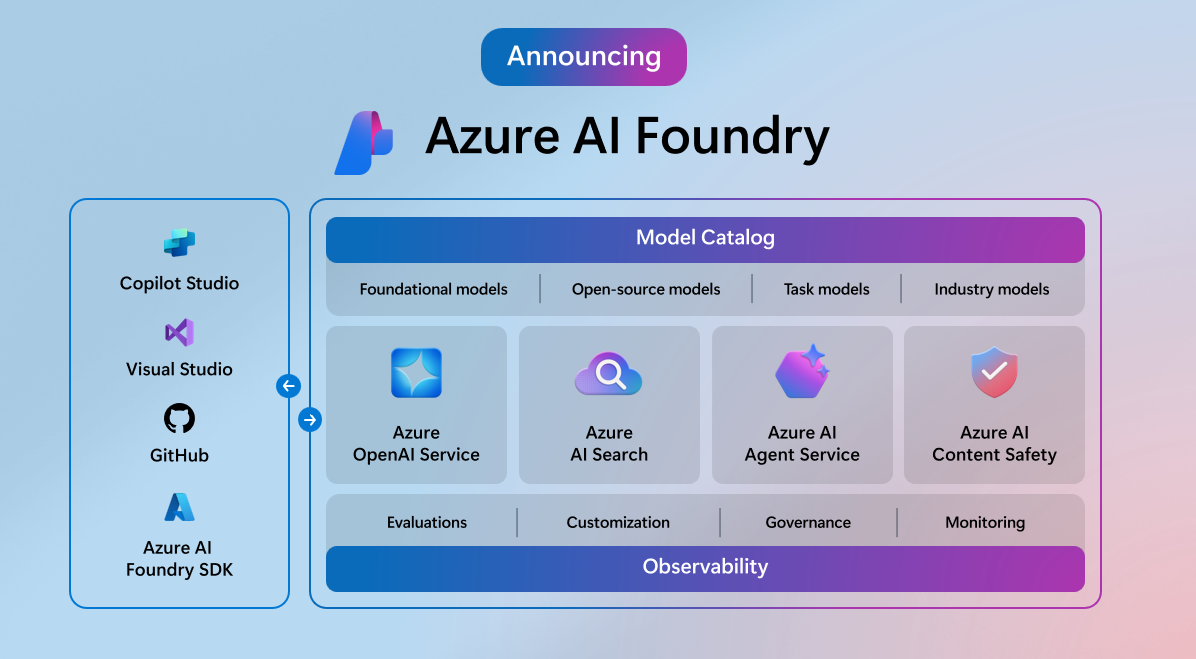 Announcing
Azure AI Foundry
Copilot Studio
Visual Studio
GitHub
Azure AI
Foundry SDK
Model Catalog
Foundational models
Open-source models
Task models
Industry models
Azure
OpenAI Service
Azure
AI Search
Azure AI
Agent Service
Azure AI
Content Safety
Evaluations
Customization
Governance
Monitoring
Observability